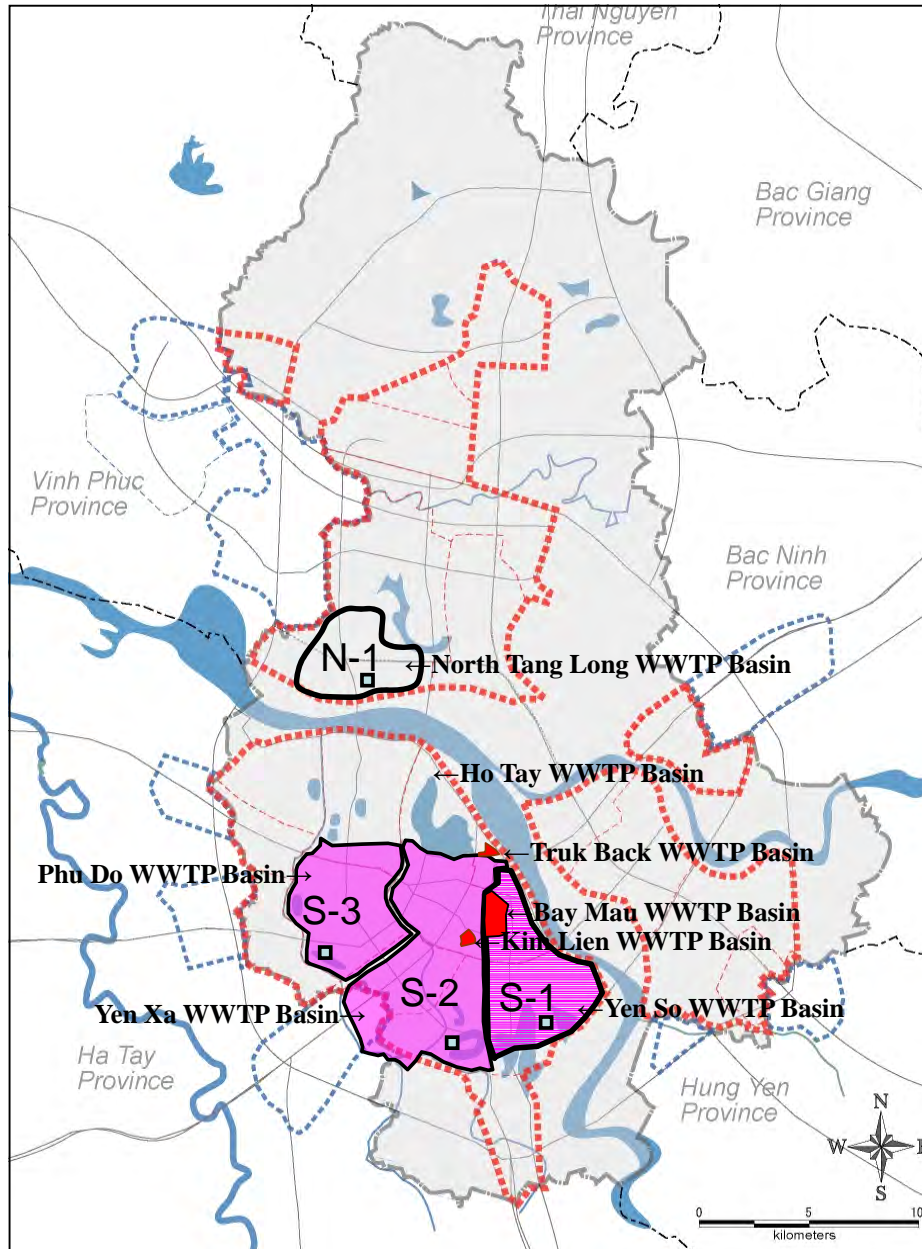 Thai Nguyen
Province
Bac Giang
Province
Vinh Phuc
Province
Bac Ninh
Province
N-1
←North Tang Long WWTP Basin
←Ho Tay WWTP Basin
←Truk Back WWTP Basin
Phu Do WWTP Basin→
S-3
←Bay Mau WWTP Basin
←Kim Lien WWTP Basin
S-2
S-1
Yen Xa WWTP Basin→
←Yen So WWTP Basin
Ha Tay
Province
Hung Yen
Province
N
W
E
S
0 5 10
kilometers